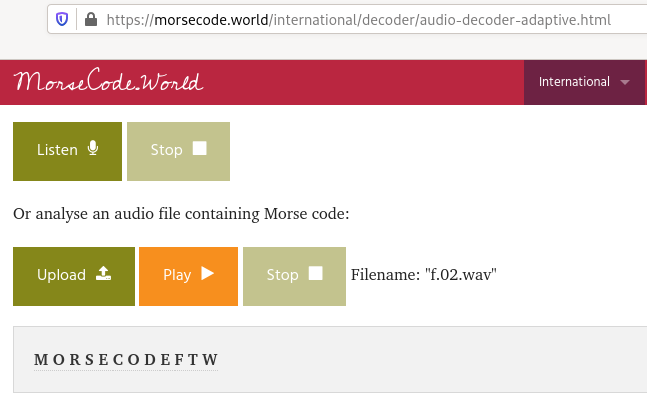 https://morsecode.world/international/decoder/audio-decoder-adaptive.html
MorseCode.World
International
Listen Stop
Or analyse an audio file containing Morse code:
Upload Play Stop Filename: "f.02.wav"
M O R S E C O D E F T W